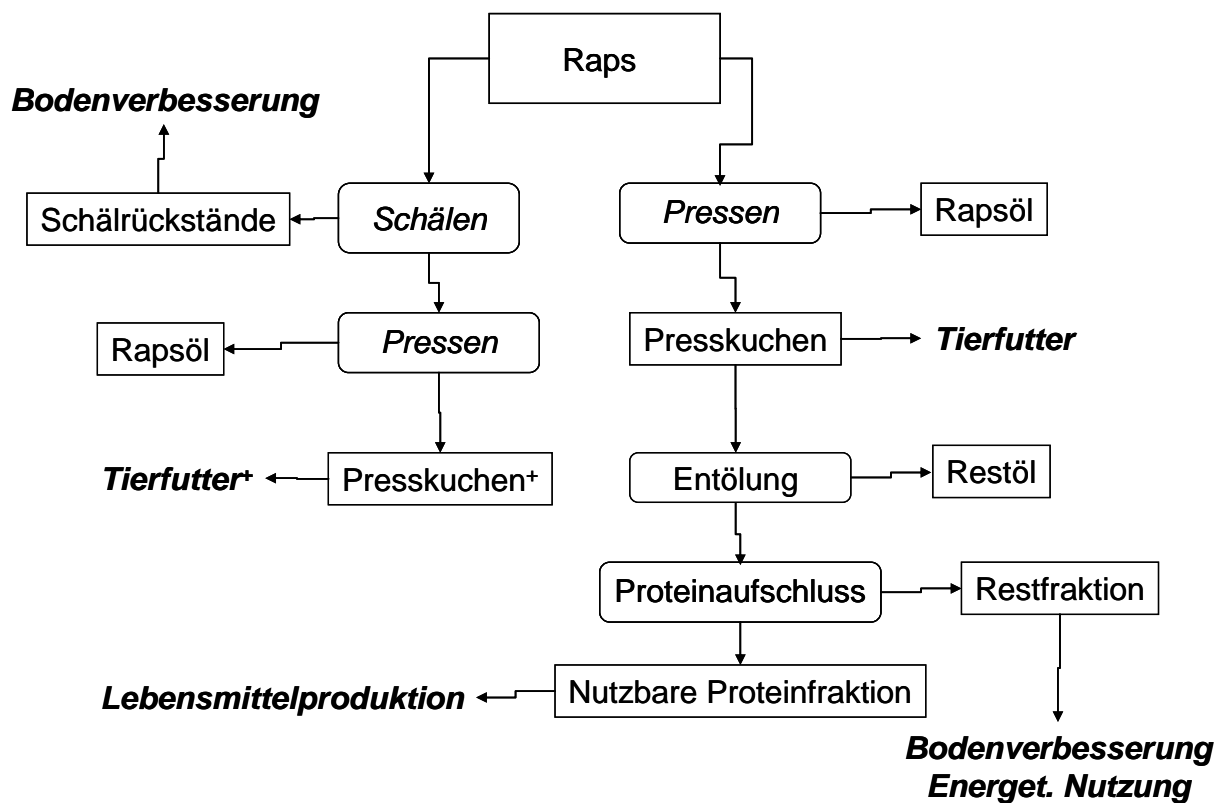 Raps
Bodenverbesserung
Schälrückstände
Schälen
Pressen
Rapsöl
Rapsöl
Pressen
Presskuchen
Tierfutter
Tierfutter⁺
Presskuchen⁺
Entölung
Restöl
Proteinaufschluss
Restfraktion
Lebensmittelproduktion
Nutzbare Proteinfraktion
Bodenverbesserung
Energet. Nutzung